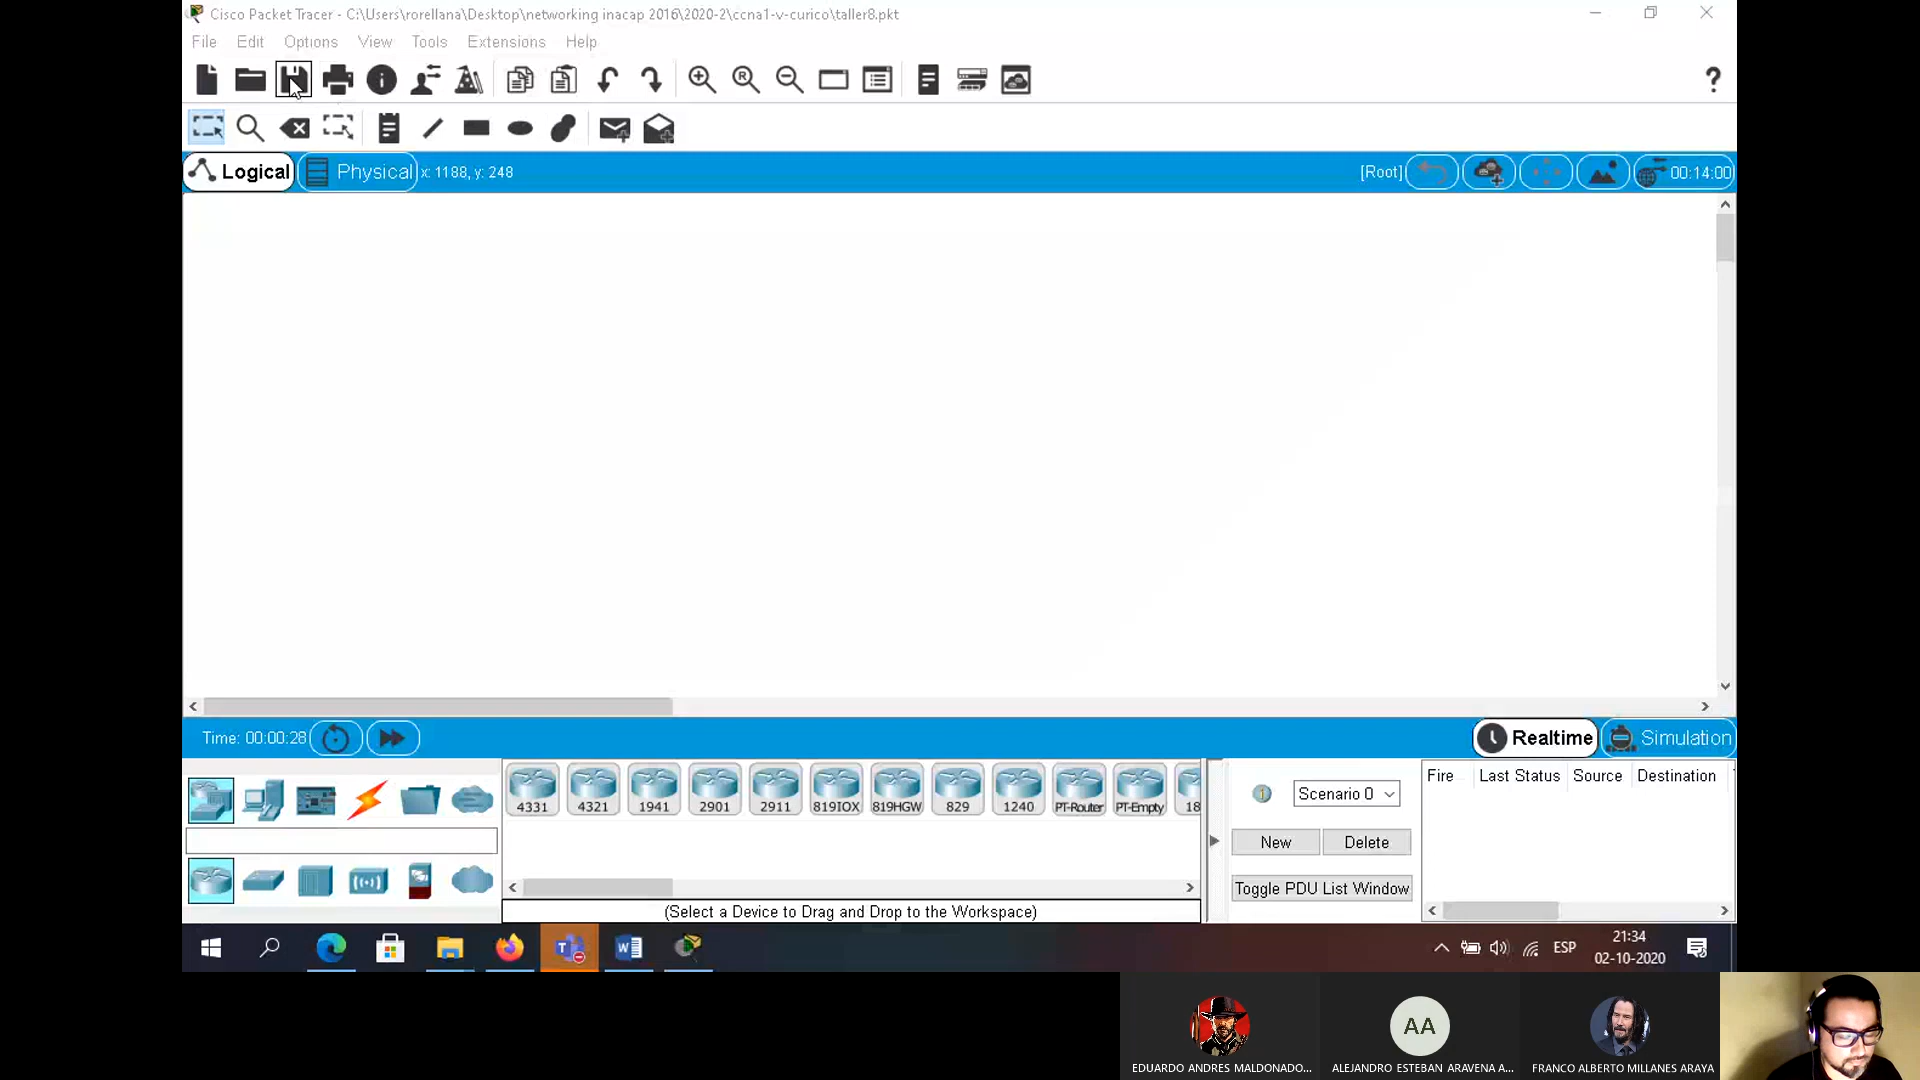 Cisco Packet Tracer - C:\Users\rorellana\Desktop\networking inacap 2016\2020-2\ccna1-v-curico\taller8.pkt
File Edit Options View Tools Extensions Help
Logical Physical x: 1188, y: 248 [Root] 00:14:00
Time: 00:00:28 Realtime Simulation
4331 4321 1941 2901 2911 819IOX 819HGW 829 1240 PT-Router PT-Empty 18
Scenario 0
Fire Last Status Source Destination
New Delete
Toggle PDU List Window
(Select a Device to Drag and Drop to the Workspace)
ESP
21:34
02-10-2020
AA
EDUARDO ANDRES MALDONADO... ALEJANDRO ESTEBAN ARAVENA A... FRANCO ALBERTO MILLANES ARAYA